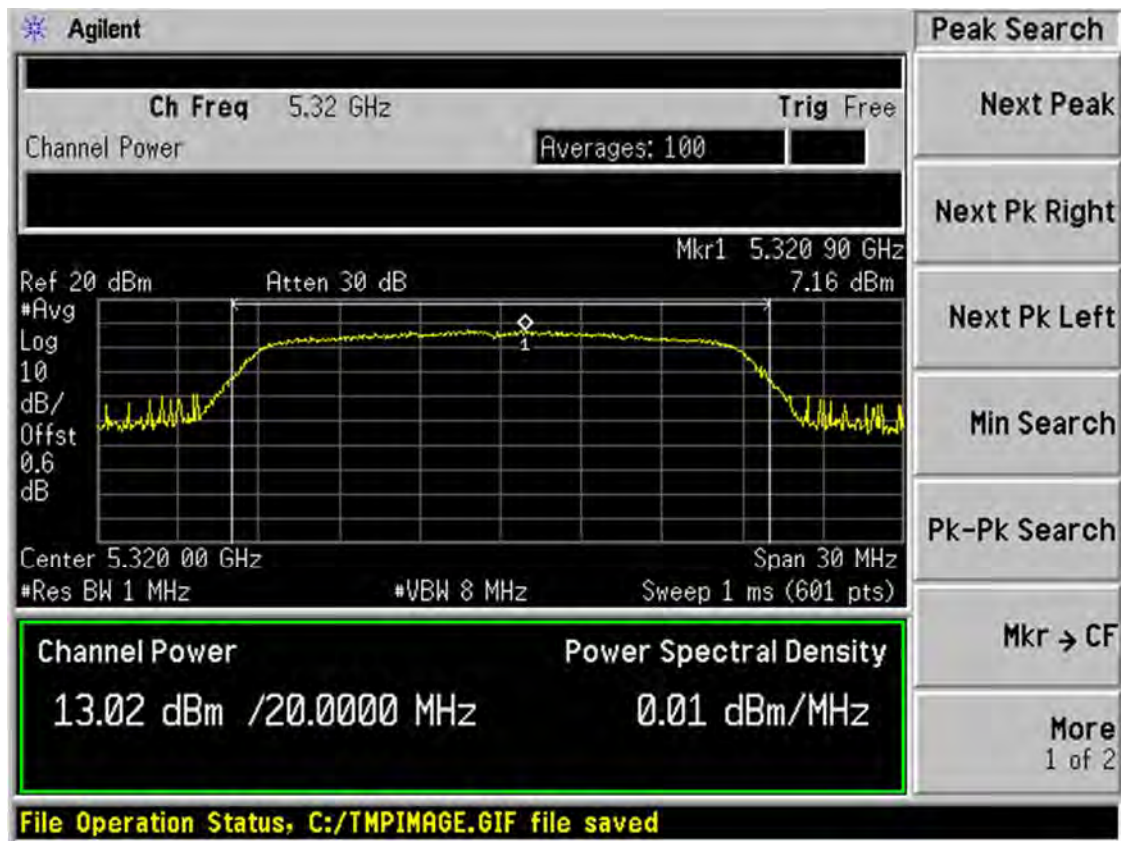 Agilent
Peak Search
Ch Freq 5.32 GHz Trig Free
Channel Power Averages: 100
Mkr1 5.320 90 GHz
Ref 20 dBm Atten 30 dB 7.16 dBm
#Avg
Log
10
dB/
Offst
0.6
dB
1
Center 5.320 00 GHz Span 30 MHz
#Res BW 1 MHz #VBW 8 MHz Sweep 1 ms (601 pts)
Channel Power Power Spectral Density
13.02 dBm /20.0000 MHz 0.01 dBm/MHz
File Operation Status, C:/TMPIMAGE.GIF file saved
Next Peak
Next Pk Right
Next Pk Left
Min Search
Pk-Pk Search
Mkr → CF
More
1 of 2